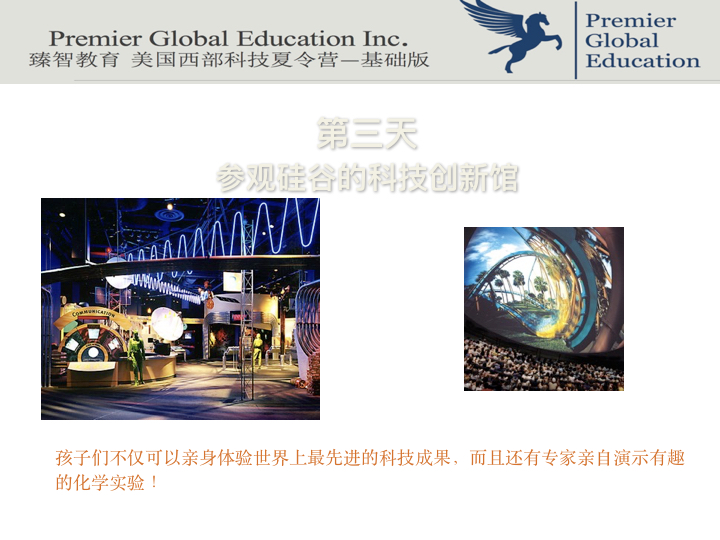 Premier Global Education Inc.
臻智教育 美国西部科技夏令营—基础版
Premier
Global
Education
第三天
参观硅谷的科技创新馆
COMMUNICATION
孩子们不仅可以亲身体验世界上最先进的科技成果，而且还有专家亲自演示有趣
的化学实验！